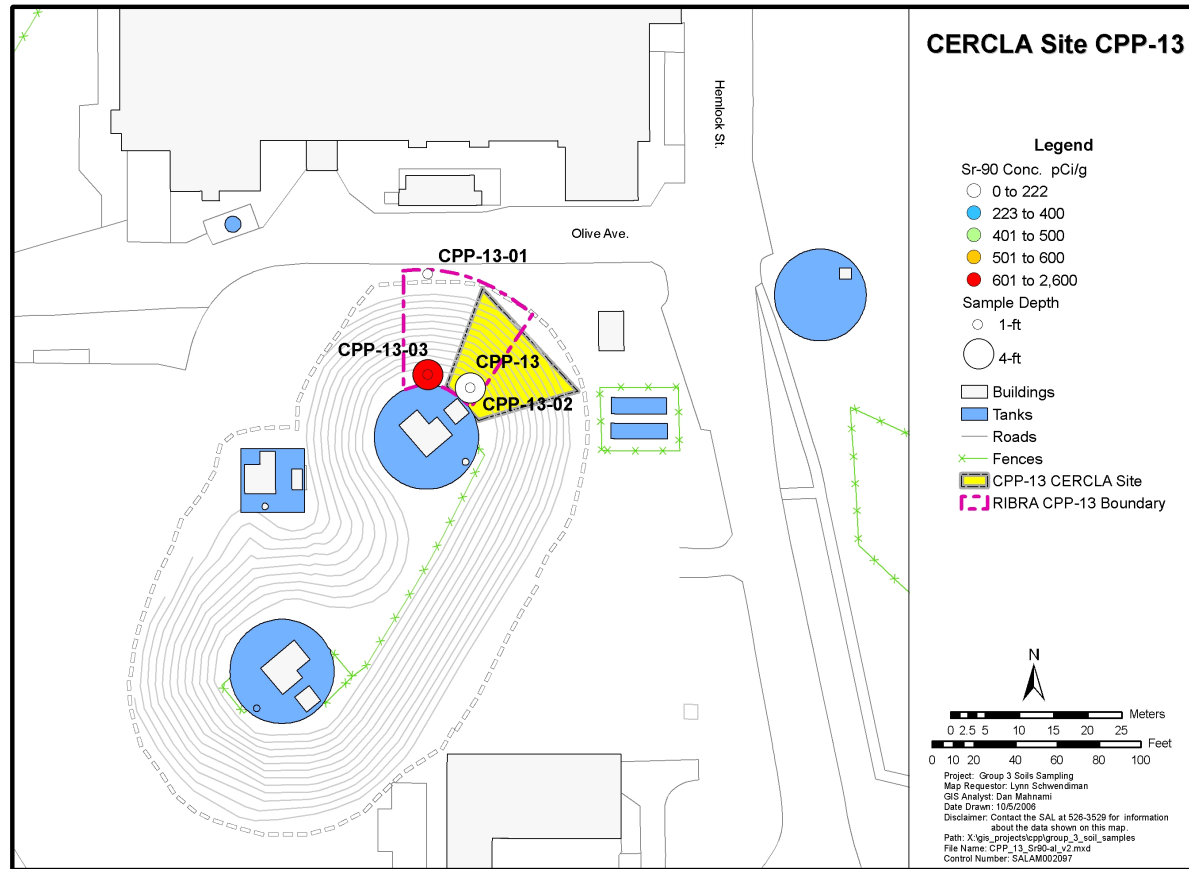 CERCLA Site CPP-13
Hemlock St.
Olive Ave.
CPP-13-01
CPP-13-03
CPP-13
CPP-13-02
Legend
Sr-90 Conc. pCi/g
0 to 222
223 to 400
401 to 500
501 to 600
601 to 2,600
Sample Depth
1-ft
4-ft
Buildings
Tanks
Roads
Fences
CPP-13 CERCLA Site
RIBRA CPP-13 Boundary
N
Meters
0 2.5 5 10 15 20 25
Feet
0 10 20 40 60 80 100
Project: Group 3 Soils Sampling
Map Requestor: Lynn Schwendiman
GIS Analyst: Dan Mahnami
Date Drawn: 10/5/2006
Disclaimer: Contact the SAL at 526-3529 for information
about the data shown on this map.
Path: X:\gis_projects\cpp\group_3_soil_samples
File Name: CPP_13_Sr90-al_v2.mxd
Control Number: SALAM002097